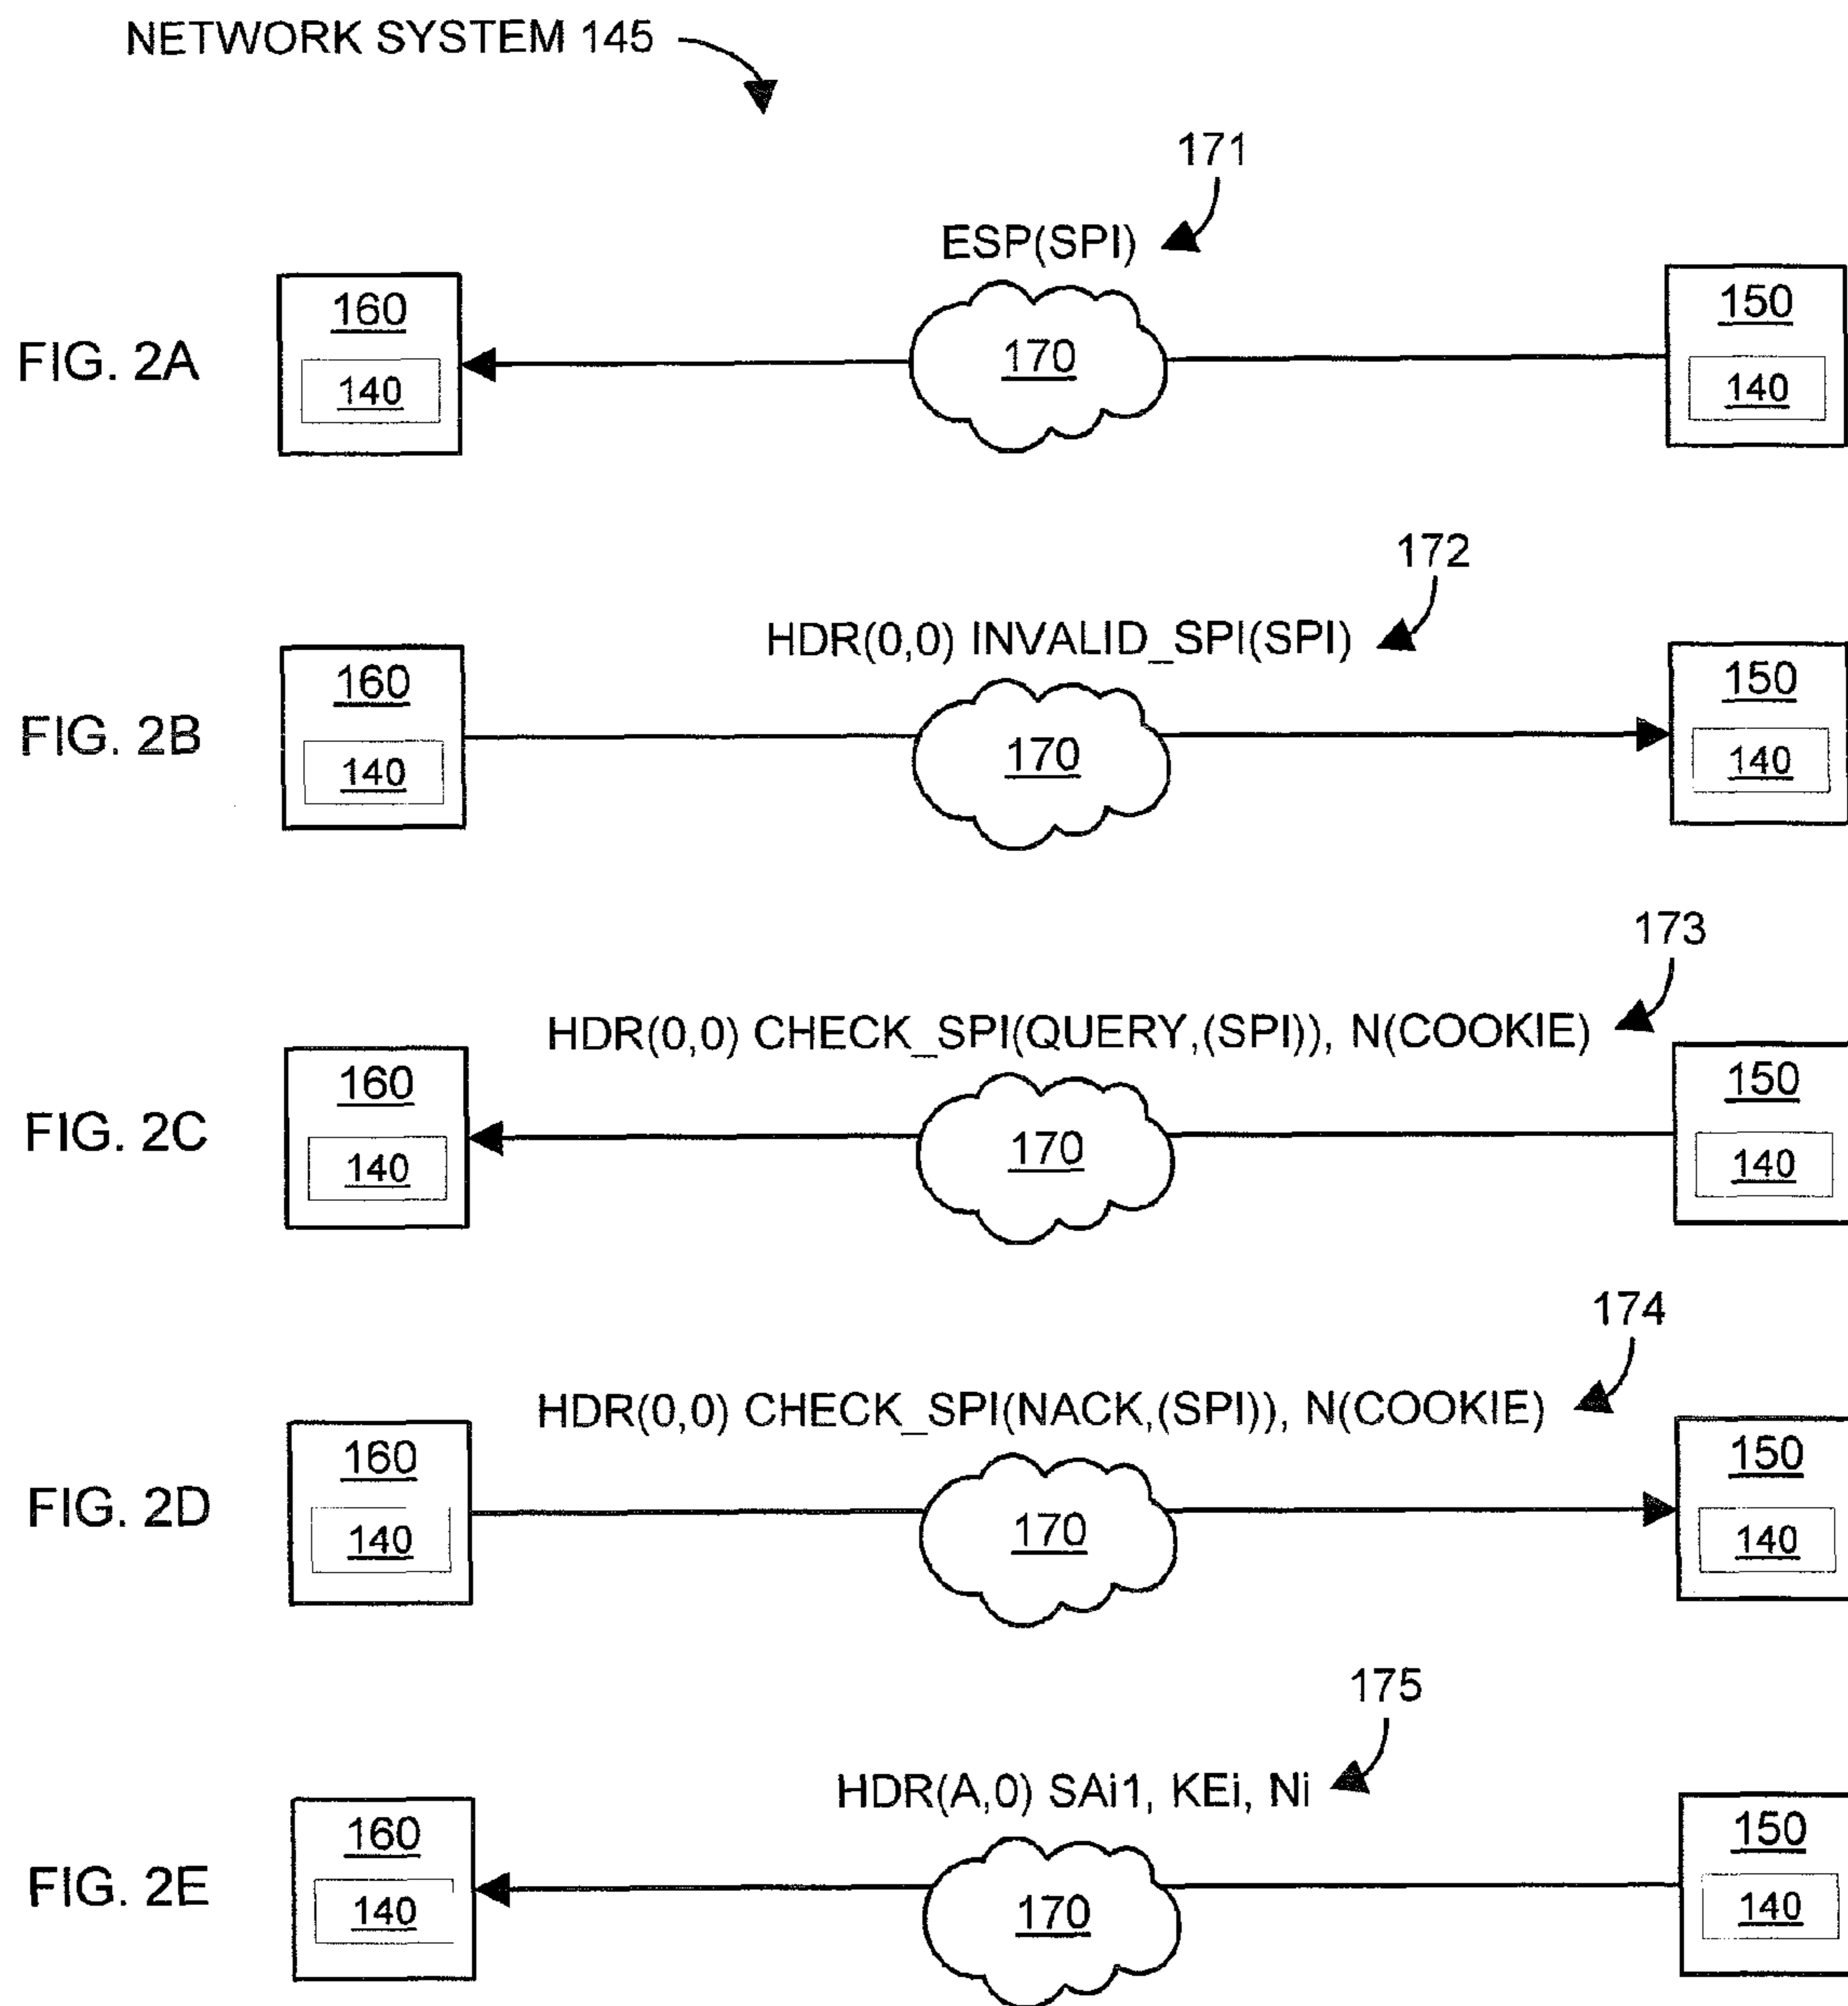 NETWORK SYSTEM 145
171
ESP(SPI)
FIG. 2A
160
140
170
150
140
172
HDR(0,0) INVALID_SPI(SPI)
FIG. 2B
160
140
170
150
140
173
HDR(0,0) CHECK_SPI(QUERY,(SPI)), N(COOKIE)
FIG. 2C
160
140
170
150
140
174
HDR(0,0) CHECK_SPI(NACK,(SPI)), N(COOKIE)
FIG. 2D
160
140
170
150
140
175
HDR(A,0) SAi1, KEi, Ni
FIG. 2E
160
140
170
150
140